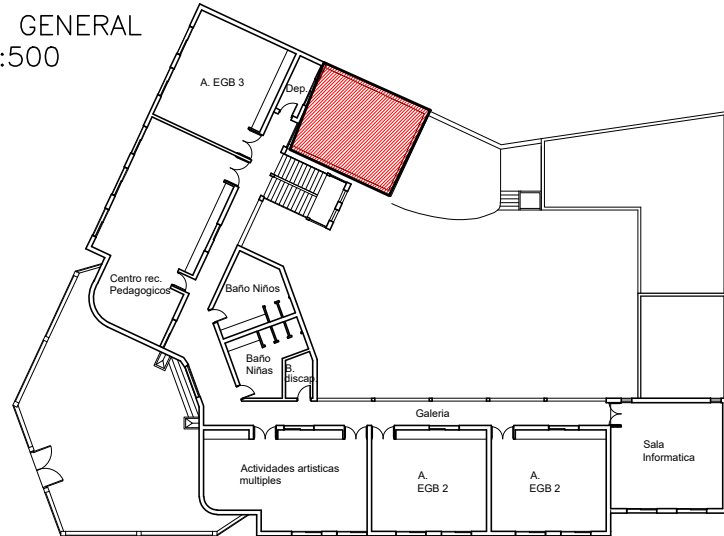 GENERAL
:500
A. EGB 3
Dep.
Centro rec.
Pedagogicos
Baño Niños
Baño
Niñas
B.
discap.
Galeria
Actividades artisticas
multiples
A.
EGB 2
A.
EGB 2
Sala
Informatica